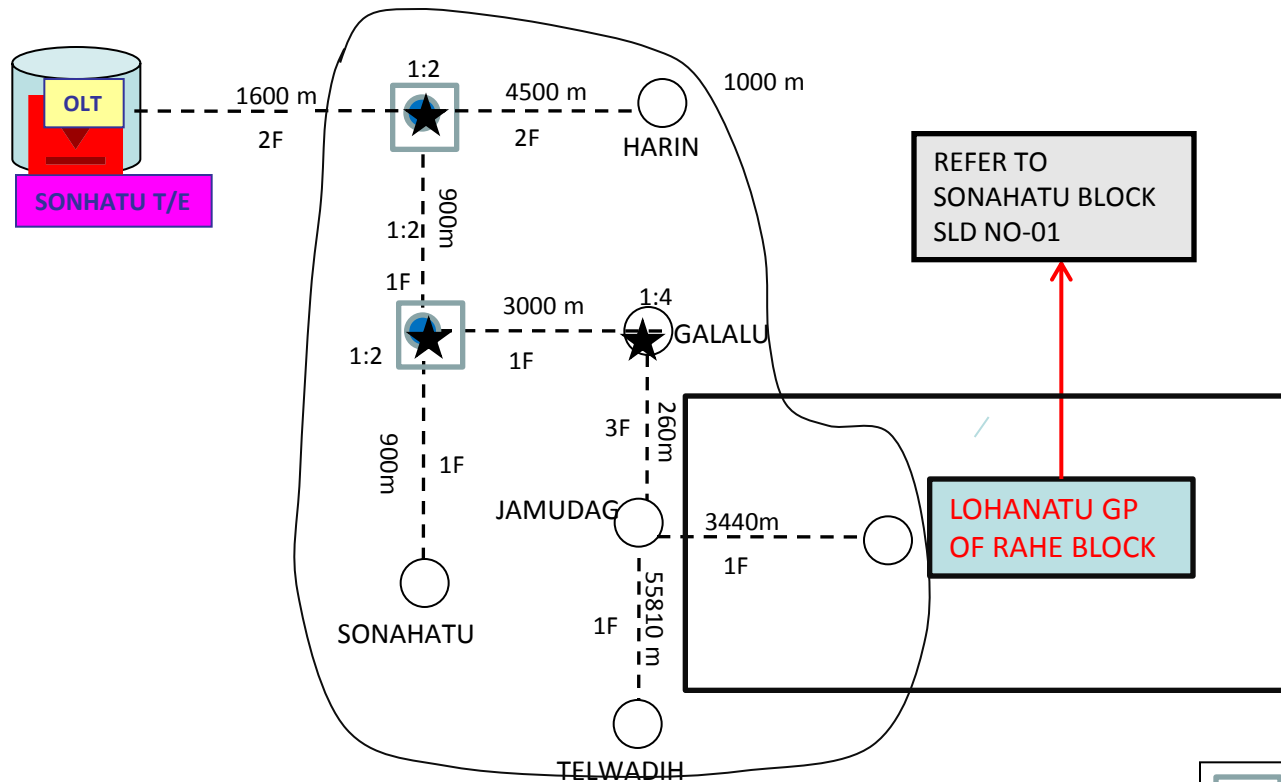 1:2
1600 m
4500 m
1000 m
OLT
2F
2F
HARIN
SONHATU T/E
REFER TO
SONAHATU BLOCK
SLD NO-01
900m
1:2
1F
3000 m
1:4
GALALU
1:2
1F
900m
1F
3F
260m
JAMUDAG
3440m
1F
LOHANATU GP
OF RAHE BLOCK
SONAHATU
1F
55810 m
TELWADIH